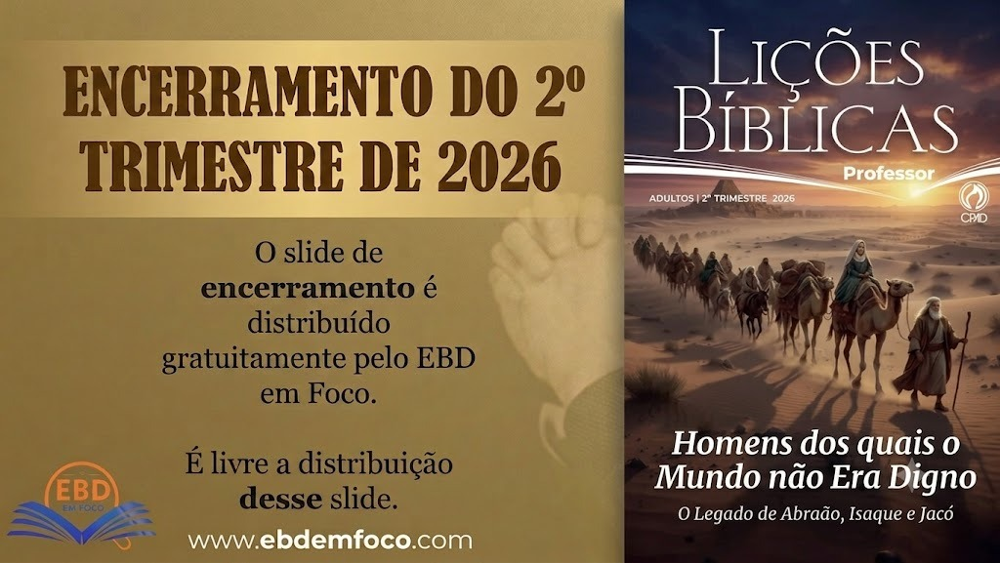 ENCERRAMENTO DO 2º
TRIMESTRE DE 2026
O slide de
encerramento é
distribuído
gratuitamente pelo EBD
em Foco.
É livre a distribuição
desse slide.
EBD
EM FOCO
www.ebdemfoco.com
LIÇÕES
BÍBLICAS
Professor
ADULTOS | 2º TRIMESTRE 2026
CPAD
Homens dos quais o
Mundo não Era Digno
O Legado de Abraão, Isaque e Jacó